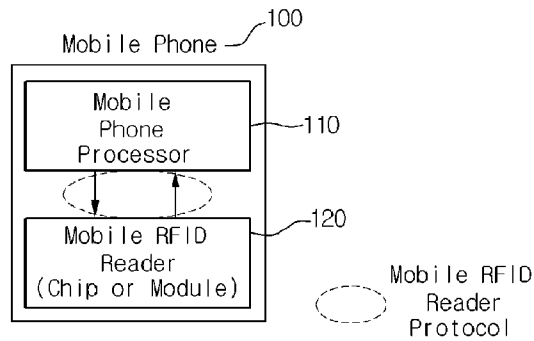 Mobile Phone 100
Mobile
Phone
Processor
110
Mobile RFID
Reader
(Chip or Module)
120
Mobile RFID
Reader
Protocol